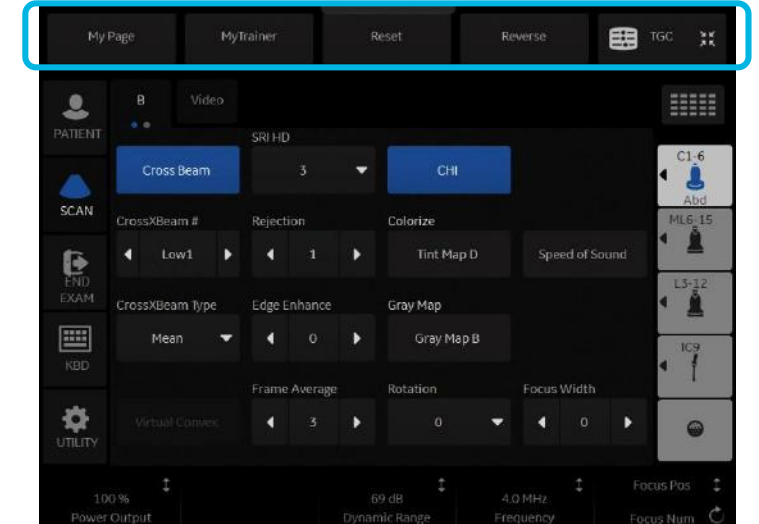 My Page MyTrainer Reset Reverse TGC
B Video
PATIENT
SRI HD
Cross Beam 3 CHI
C1-6
Abd
SCAN
CrossXBeam # Rejection Colorize
ML6-15
Low1 1 Tint Map D Speed of Sound
END
EXAM
L3-12
CrossXBeam Type Edge Enhance Gray Map
Mean 0 Gray Map B
IC9
KBD
Frame Average Rotation Focus Width
Virtual Convex 3 0 0
UTILITY
100 % 69 dB 4.0 MHz Focus Pos
Power Output Dynamic Range Frequency Focus Num